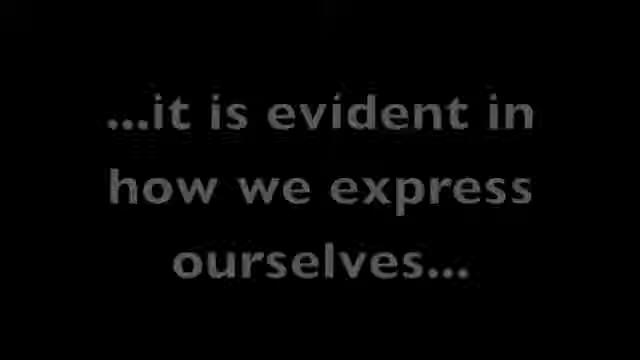 ...it is evident in
how we express
ourselves...